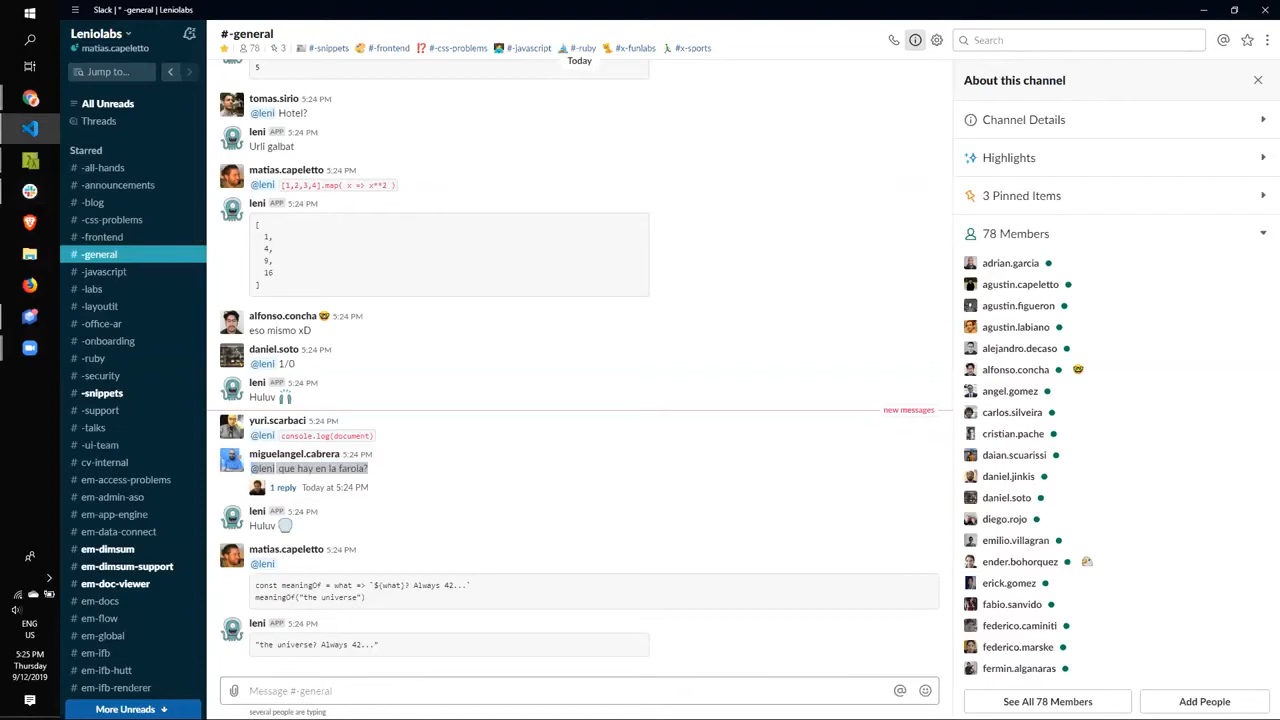 Slack | * -general | Leniolabs
Leniolabs
matias.capeletto
Jump to...
All Unreads
Threads
Starred
# -all-hands
# -announcements
# -blog
# -css-problems
# -frontend
# -general
# -javascript
# -labs
# -layoutit
# -office-ar
# -onboarding
# -ruby
# -security
# -snippets
# -support
# -talks
# -ui-team
# cv-internal
# em-access-problems
# em-admin-aso
# em-app-engine
# em-data-connect
# em-dimsum
# em-dimsum-support
# em-doc-viewer
# em-docs
# em-flow
# em-global
# em-ifb
# em-ifb-hutt
# em-ifb-renderer
More Unreads
ENG
US
5:25 PM
Thursday
9/12/2019
#-general
78 3 #-snippets #-frontend #-css-problems #-javascript #-ruby #x-funlabs #x-sports
Search
Today
5
tomas.sirio 5:24 PM
@leni Hotel?
leni APP 5:24 PM
Urli galbat
matias.capeletto 5:24 PM
@leni [1,2,3,4].map( x => x**2 )
leni APP 5:24 PM
[
1,
4,
9,
16
]
alfonso.concha 5:24 PM
eso mismo xD
daniel.soto 5:24 PM
@leni 1/0
leni APP 5:24 PM
Huluv
new messages
yuri.scarbaci 5:24 PM
@leni console.log(document)
miguelangel.cabrera 5:24 PM
@leni que hay en la farola?
1 reply Today at 5:24 PM
leni APP 5:24 PM
Huluv
matias.capeletto 5:24 PM
@leni
const meaningOf = what => `${what}? Always 42...`
meaningOf("the universe")
leni APP 5:24 PM
"the universe? Always 42..."
Message #-general
several people are typing
About this channel
Channel Details
Highlights
3 Pinned Items
78 Members
adrian.garcia
agustin.capeletto
agustin.figueron
agustin.labiano
alejandro.decaso
alfonso.concha
angel.gomez
carlos.silveira
cristian.pache
daian.scuarissi
daniel.jinkis
daniel.soto
diego.rojo
emilio.villagran
ender.bohorquez
erick.gomez
fabio.sanvido
federico.caminiti
federico.marske
fermin.alganaras
See All 78 Members
Add People